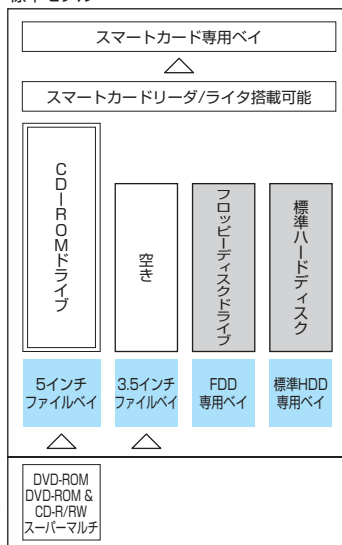 スマートカード専用ベイ
スマートカードリーダ/ライタ搭載可能
CD-ROMドライブ
空き
フロッピーディスクドライブ
標準ハードディスク
5インチ
ファイルベイ
3.5インチ
ファイルベイ
FDD
専用ベイ
標準HDD
専用ベイ
DVD-ROM
DVD-ROM &
CD-R/RW
スーパーマルチ